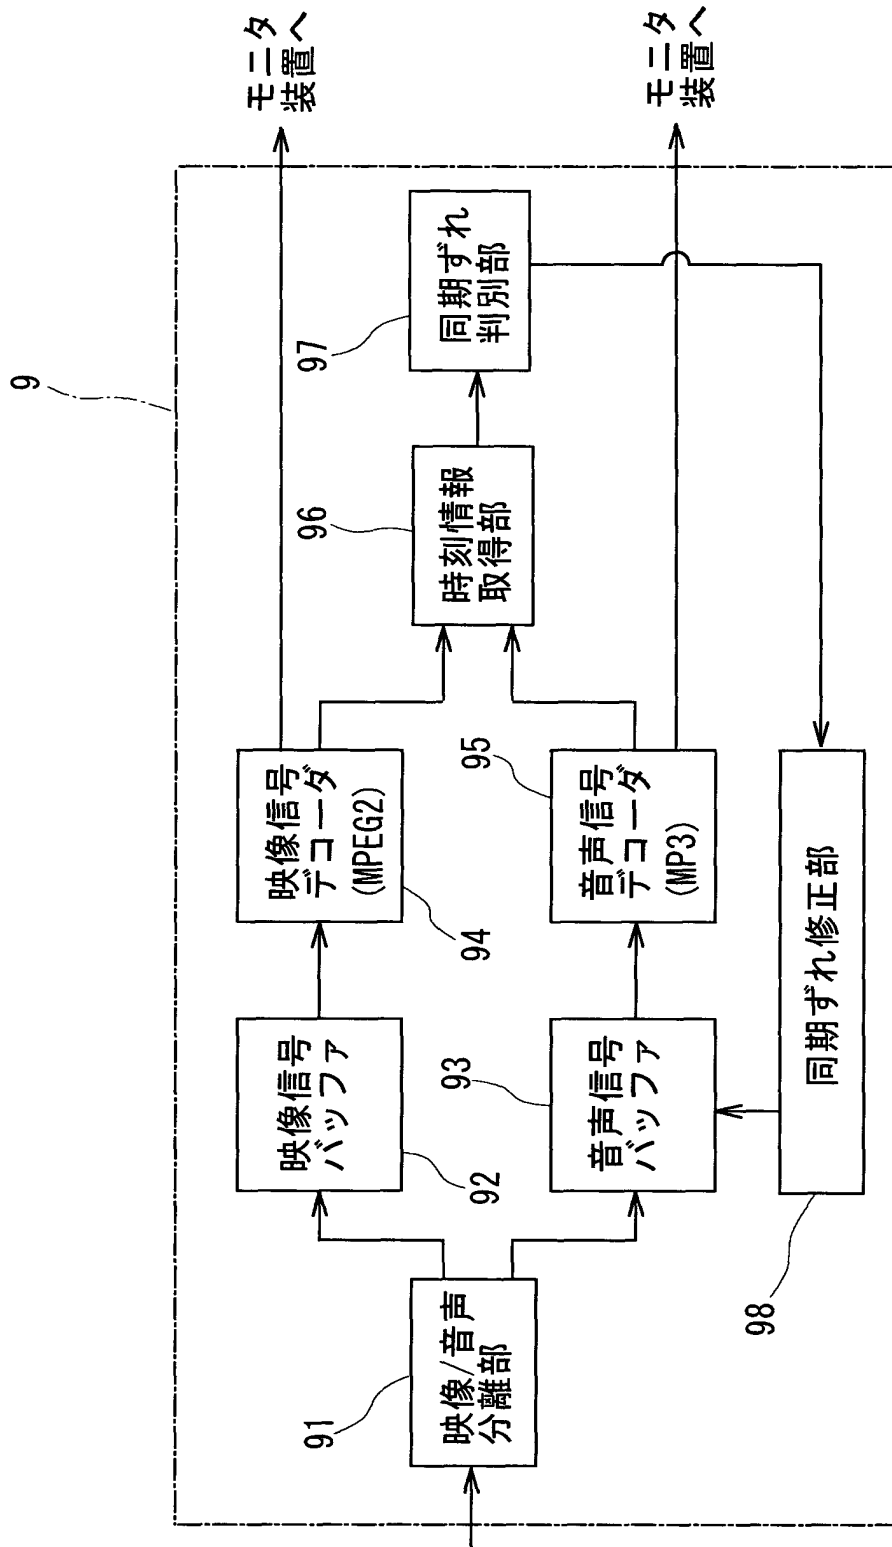 9
モニタ
装置へ
モニタ
装置へ
91
映像/音声
分離部
92
映像信号
バッファ
93
音声信号
バッファ
94
映像信号
デコーダ
(MPEG2)
95
音声信号
デコーダ
(MP3)
96
時刻情報
取得部
97
同期ずれ
判別部
98
同期ずれ修正部